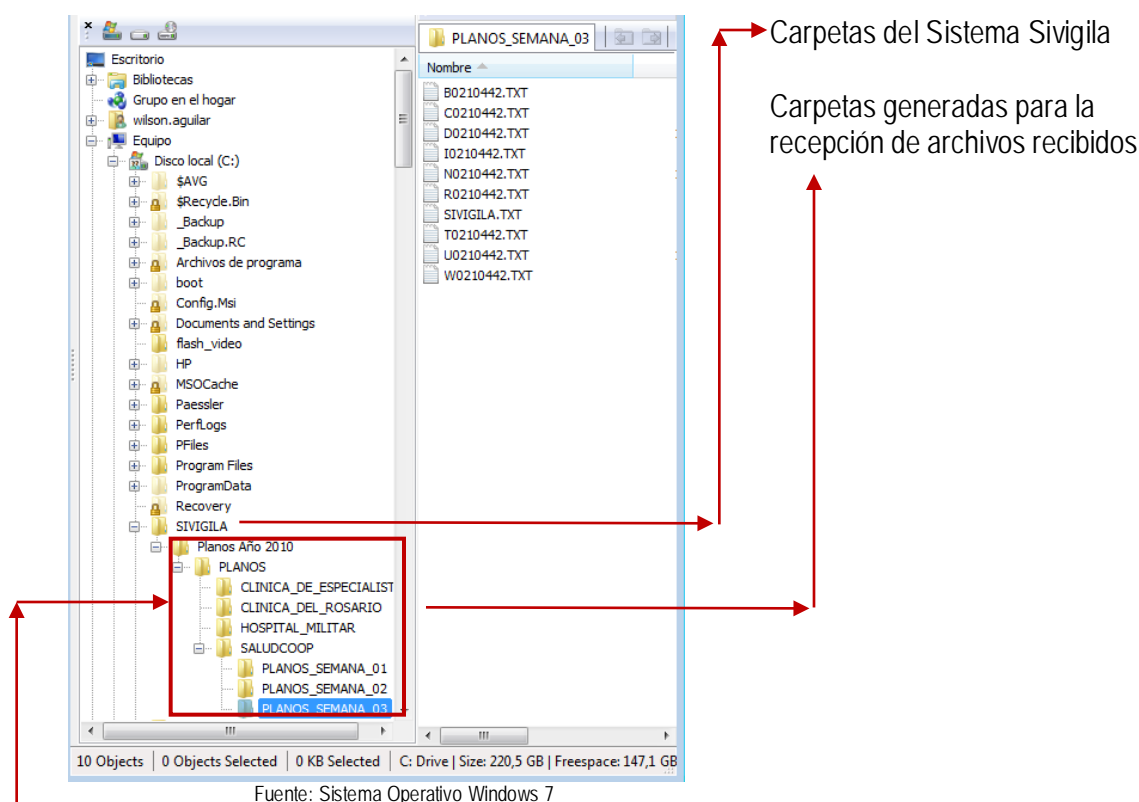 Escritorio
Bibliotecas
Grupo en el hogar
wilson.aguilar
Equipo
Disco local (C:)
$AVG
$Recycle.Bin
_Backup
_Backup.RC
Archivos de programa
boot
Config.Msi
Documents and Settings
flash_video
HP
MSOCache
Paessler
PerfLogs
PFiles
Program Files
ProgramData
Recovery
SIVIGILA
Planos Año 2010
PLANOS
CLINICA_DE_ESPECIALIST
CLINICA_DEL_ROSARIO
HOSPITAL_MILITAR
SALUDCOOP
PLANOS_SEMANA_01
PLANOS_SEMANA_02
PLANOS_SEMANA_03
PLANOS_SEMANA_03
Nombre
B0210442.TXT
C0210442.TXT
D0210442.TXT
I0210442.TXT
N0210442.TXT
R0210442.TXT
SIVIGILA.TXT
T0210442.TXT
U0210442.TXT
W0210442.TXT
Carpetas del Sistema Sivigila
Carpetas generadas para la
recepción de archivos recibidos
10 Objects 0 Objects Selected 0 KB Selected C: Drive | Size: 220,5 GB | Freespace: 147,1 GB
Fuente: Sistema Operativo Windows 7